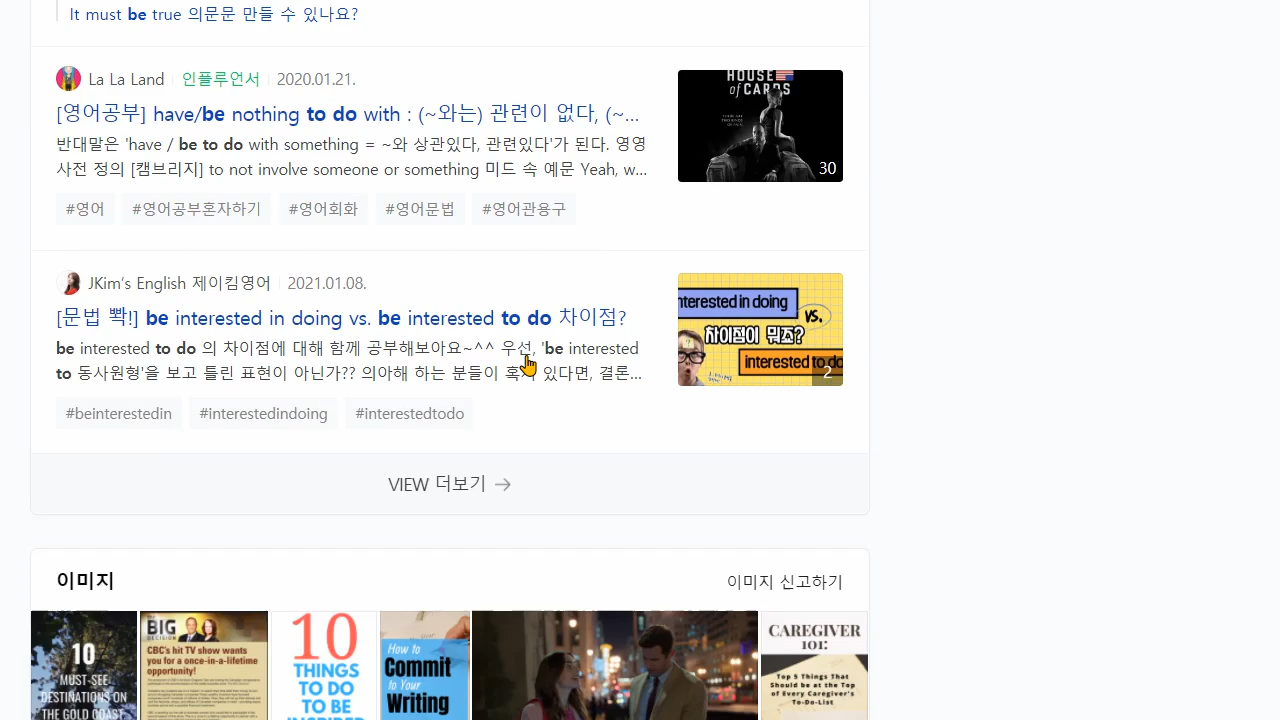 It must be true 의문문 만들 수 있나요?
La La Land 인플루언서 2020.01.21.
[영어공부] have/be nothing to do with : (~와는) 관련이 없다, (~...
반대말은 'have / be to do with something = ~와 상관있다, 관련있다'가 된다. 영영
사전 정의 [캠브리지] to not involve someone or something 미드 속 예문 Yeah, w...
#영어 #영어공부혼자하기 #영어회화 #영어문법 #영어관용구
HOUSE
of CARDS
30
JKim's English 제이킴영어 2021.01.08.
[문법 뽝!] be interested in doing vs. be interested to do 차이점?
be interested to do 의 차이점에 대해 함께 공부해보아요~^^ 우선, 'be interested
to 동사원형'을 보고 틀린 표현이 아닌가?? 의아해 하는 분들이 혹시 있다면, 결론...
#beinterestedin #interestedindoing #interestedtodo
interested in doing
vs.
차이점이 뭐죠?
interested to do
2
VIEW 더보기 →
이미지 이미지 신고하기
10
MUST-SEE
DESTINATIONS ON
THE GOLD COAST
BIG
DECISION
CBC's hit TV show wants
you for a once-in-a-lifetime
opportunity!
10
THINGS
TO DO
TO BE
INSPIRED
How to
Commit
to Your
Writing
CAREGIVER
101:
Top 5 Things That
Should be at the Top
of Every Caregiver's
To-Do-List